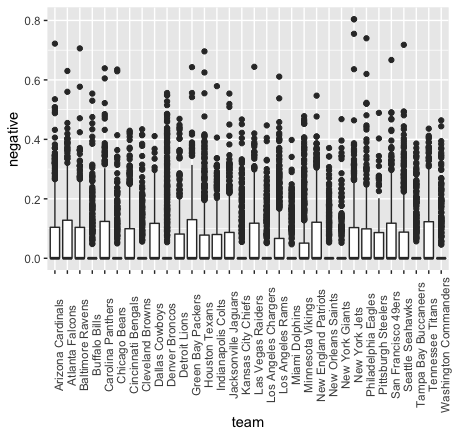 0.8
0.6
0.4
0.2
0.0
negative
Arizona Cardinals
Atlanta Falcons
Baltimore Ravens
Buffalo Bills
Carolina Panthers
Chicago Bears
Cincinnati Bengals
Cleveland Browns
Dallas Cowboys
Denver Broncos
Detroit Lions
Green Bay Packers
Houston Texans
Indianapolis Colts
Jacksonville Jaguars
Kansas City Chiefs
Las Vegas Raiders
Los Angeles Chargers
Los Angeles Rams
Miami Dolphins
Minnesota Vikings
New England Patriots
New Orleans Saints
New York Giants
New York Jets
Philadelphia Eagles
Pittsburgh Steelers
San Francisco 49ers
Seattle Seahawks
Tampa Bay Buccaneers
Tennessee Titans
Washington Commanders
team